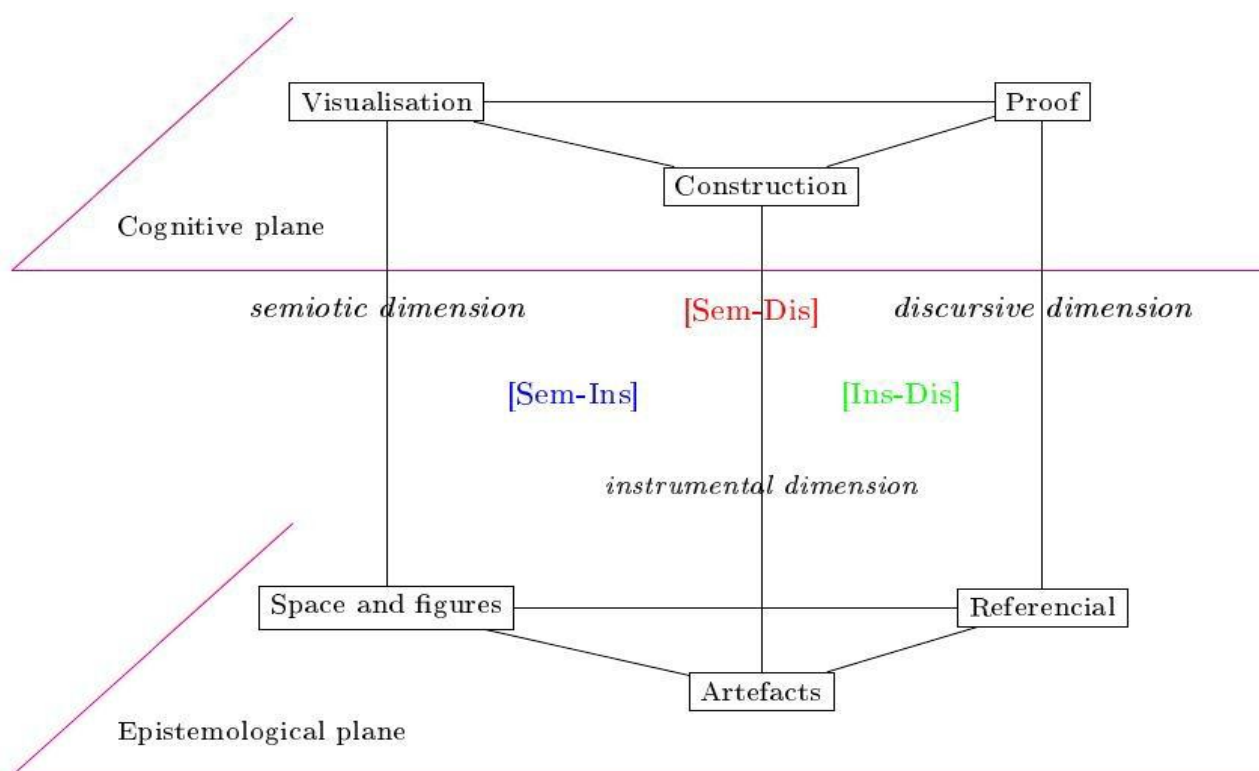 Visualisation
Proof
Construction
Cognitive plane
semiotic dimension
[Sem-Dis]
discursive dimension
[Sem-Ins]
[Ins-Dis]
instrumental dimension
Space and figures
Referencial
Artefacts
Epistemological plane